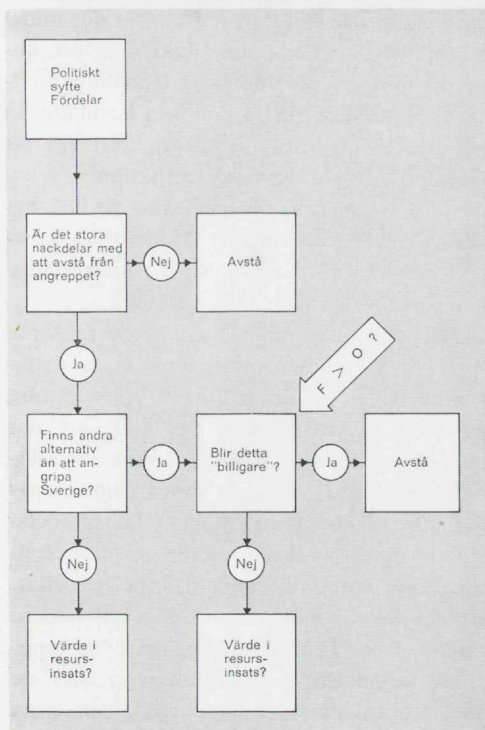 Politiskt
syfte
Fördelar
Är det stora
nackdelar med
att avstå från
angreppet?
Nej
Avstå
Ja
F > O ?
Finns andra
alternativ
än att an-
gripa
Sverige?
Ja
Blir detta
"billigare"?
Ja
Avstå
Nej
Nej
Värde i
resurs-
insats?
Värde i
resurs-
insats?